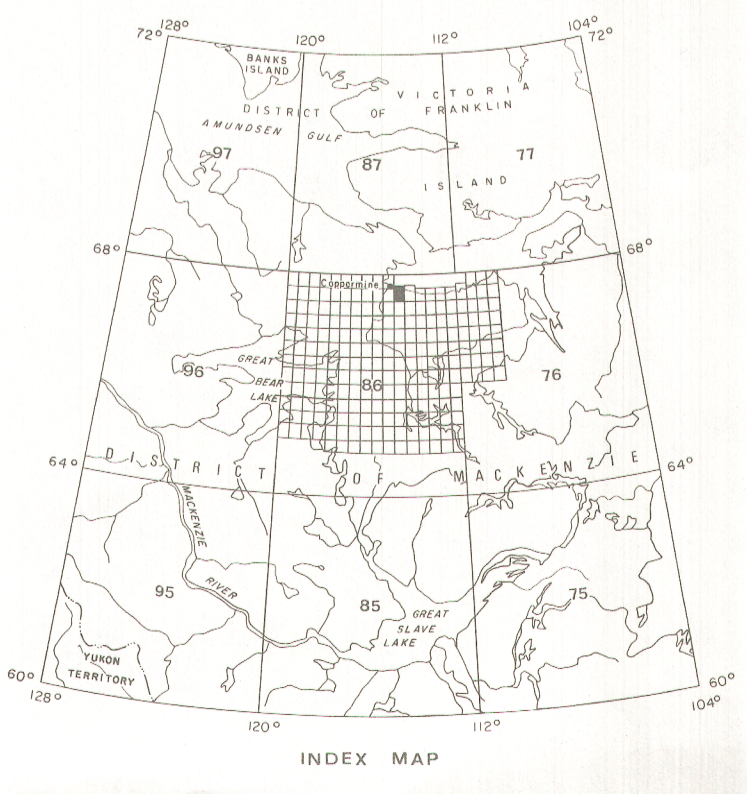 128° 120° 112° 104°
72° 72°
BANKS
ISLAND
VICTORIA
DISTRICT OF FRANKLIN
AMUNDSEN GULF
97 87 77
ISLAND
68° 68°
Coppermine
GREAT
96 86 76
BEAR
LAKE
DISTRICT OF MACKENZIE
64° 64°
MACKENZIE
RIVER
95 85 75
GREAT
SLAVE
LAKE
YUKON
TERRITORY
60° 60°
128° 120° 112° 104°
INDEX MAP